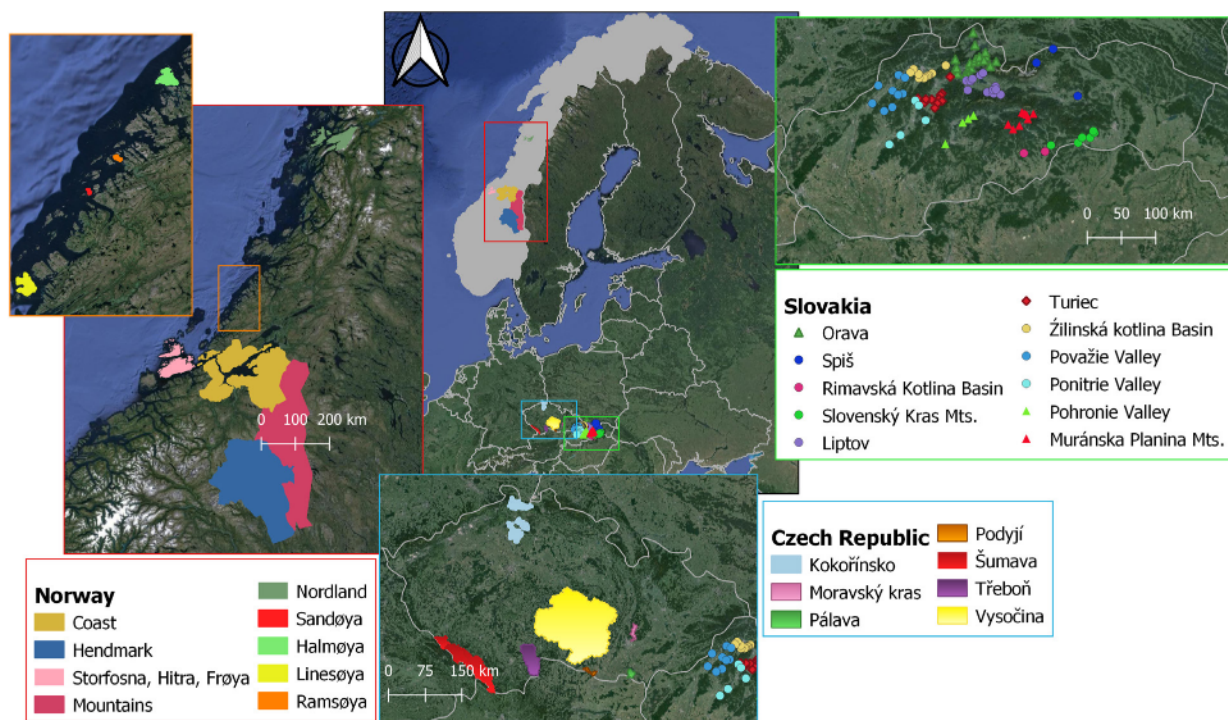 0 50 100 km
0 100 200 km
0 75 150 km
Slovakia
Orava
Spiš
Rimavská Kotlina Basin
Slovenský Kras Mts.
Liptov
Turiec
Źilinská kotlina Basin
Považie Valley
Ponitrie Valley
Pohronie Valley
Muránska Planina Mts.
Czech Republic
Kokořínsko
Moravský kras
Pálava
Podyjí
Šumava
Třeboň
Vysočina
Norway
Coast
Hendmark
Storfosna, Hitra, Frøya
Mountains
Nordland
Sandøya
Halmøya
Linesøya
Ramsøya